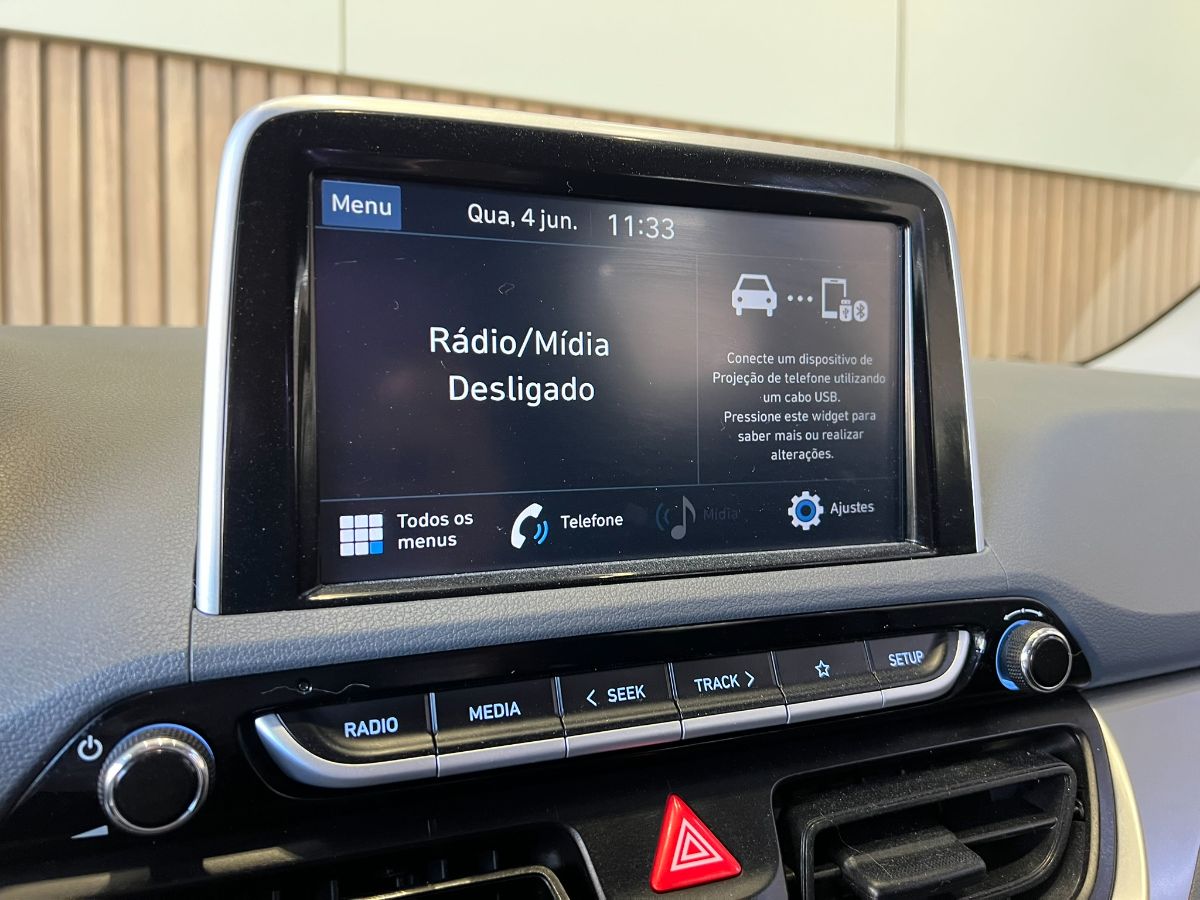 Menu
Qua, 4 jun.
11:33
Rádio/Mídia
Desligado
Conecte um dispositivo de
Projeção de telefone utilizando
um cabo USB.
Pressione este widget para
saber mais ou realizar
alterações.
Todos os
menus
Telefone
Mídia
Ajustes
RADIO
MEDIA
< SEEK
TRACK >
SETUP